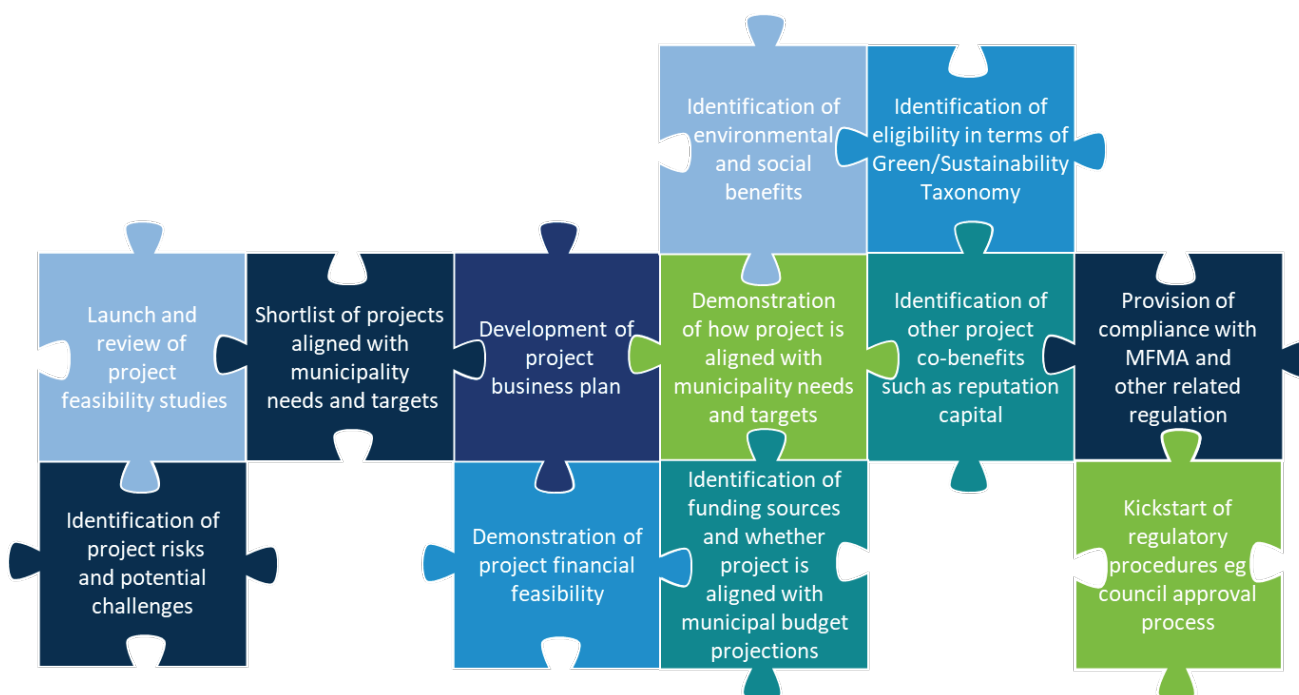 Identification of
environmental
and social
benefits
Identification of
eligibility in terms of
Green/Sustainability
Taxonomy
Launch and
review of
project
feasibility studies
Shortlist of projects
aligned with
municipality
needs and targets
Development of
project
business plan
Demonstration
of how project is
aligned with
municipality needs
and targets
Identification of
other project
co-benefits
such as reputation
capital
Provision of
compliance with
MFMA and
other related
regulation
Identification of
project risks
and potential
challenges
Demonstration of
project financial
feasibility
Identification of
funding sources
and whether
project is
aligned with
municipal budget
projections
Kickstart of
regulatory
procedures eg
council approval
process